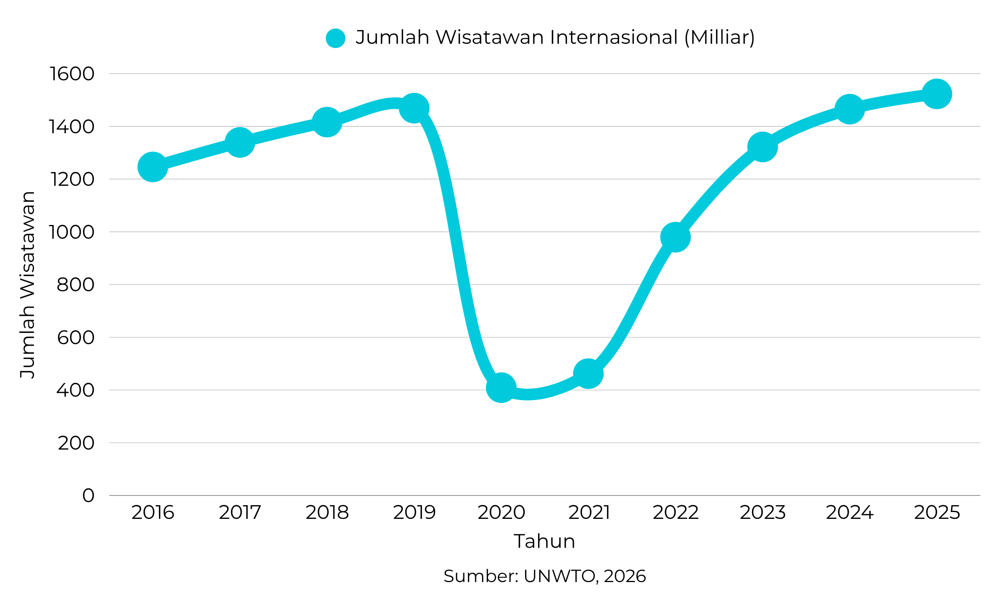 Jumlah Wisatawan Internasional (Milliar)
1600
1400
1200
1000
800
600
400
200
0
Jumlah Wisatawan
2016 2017 2018 2019 2020 2021 2022 2023 2024 2025
Tahun
Sumber: UNWTO, 2026